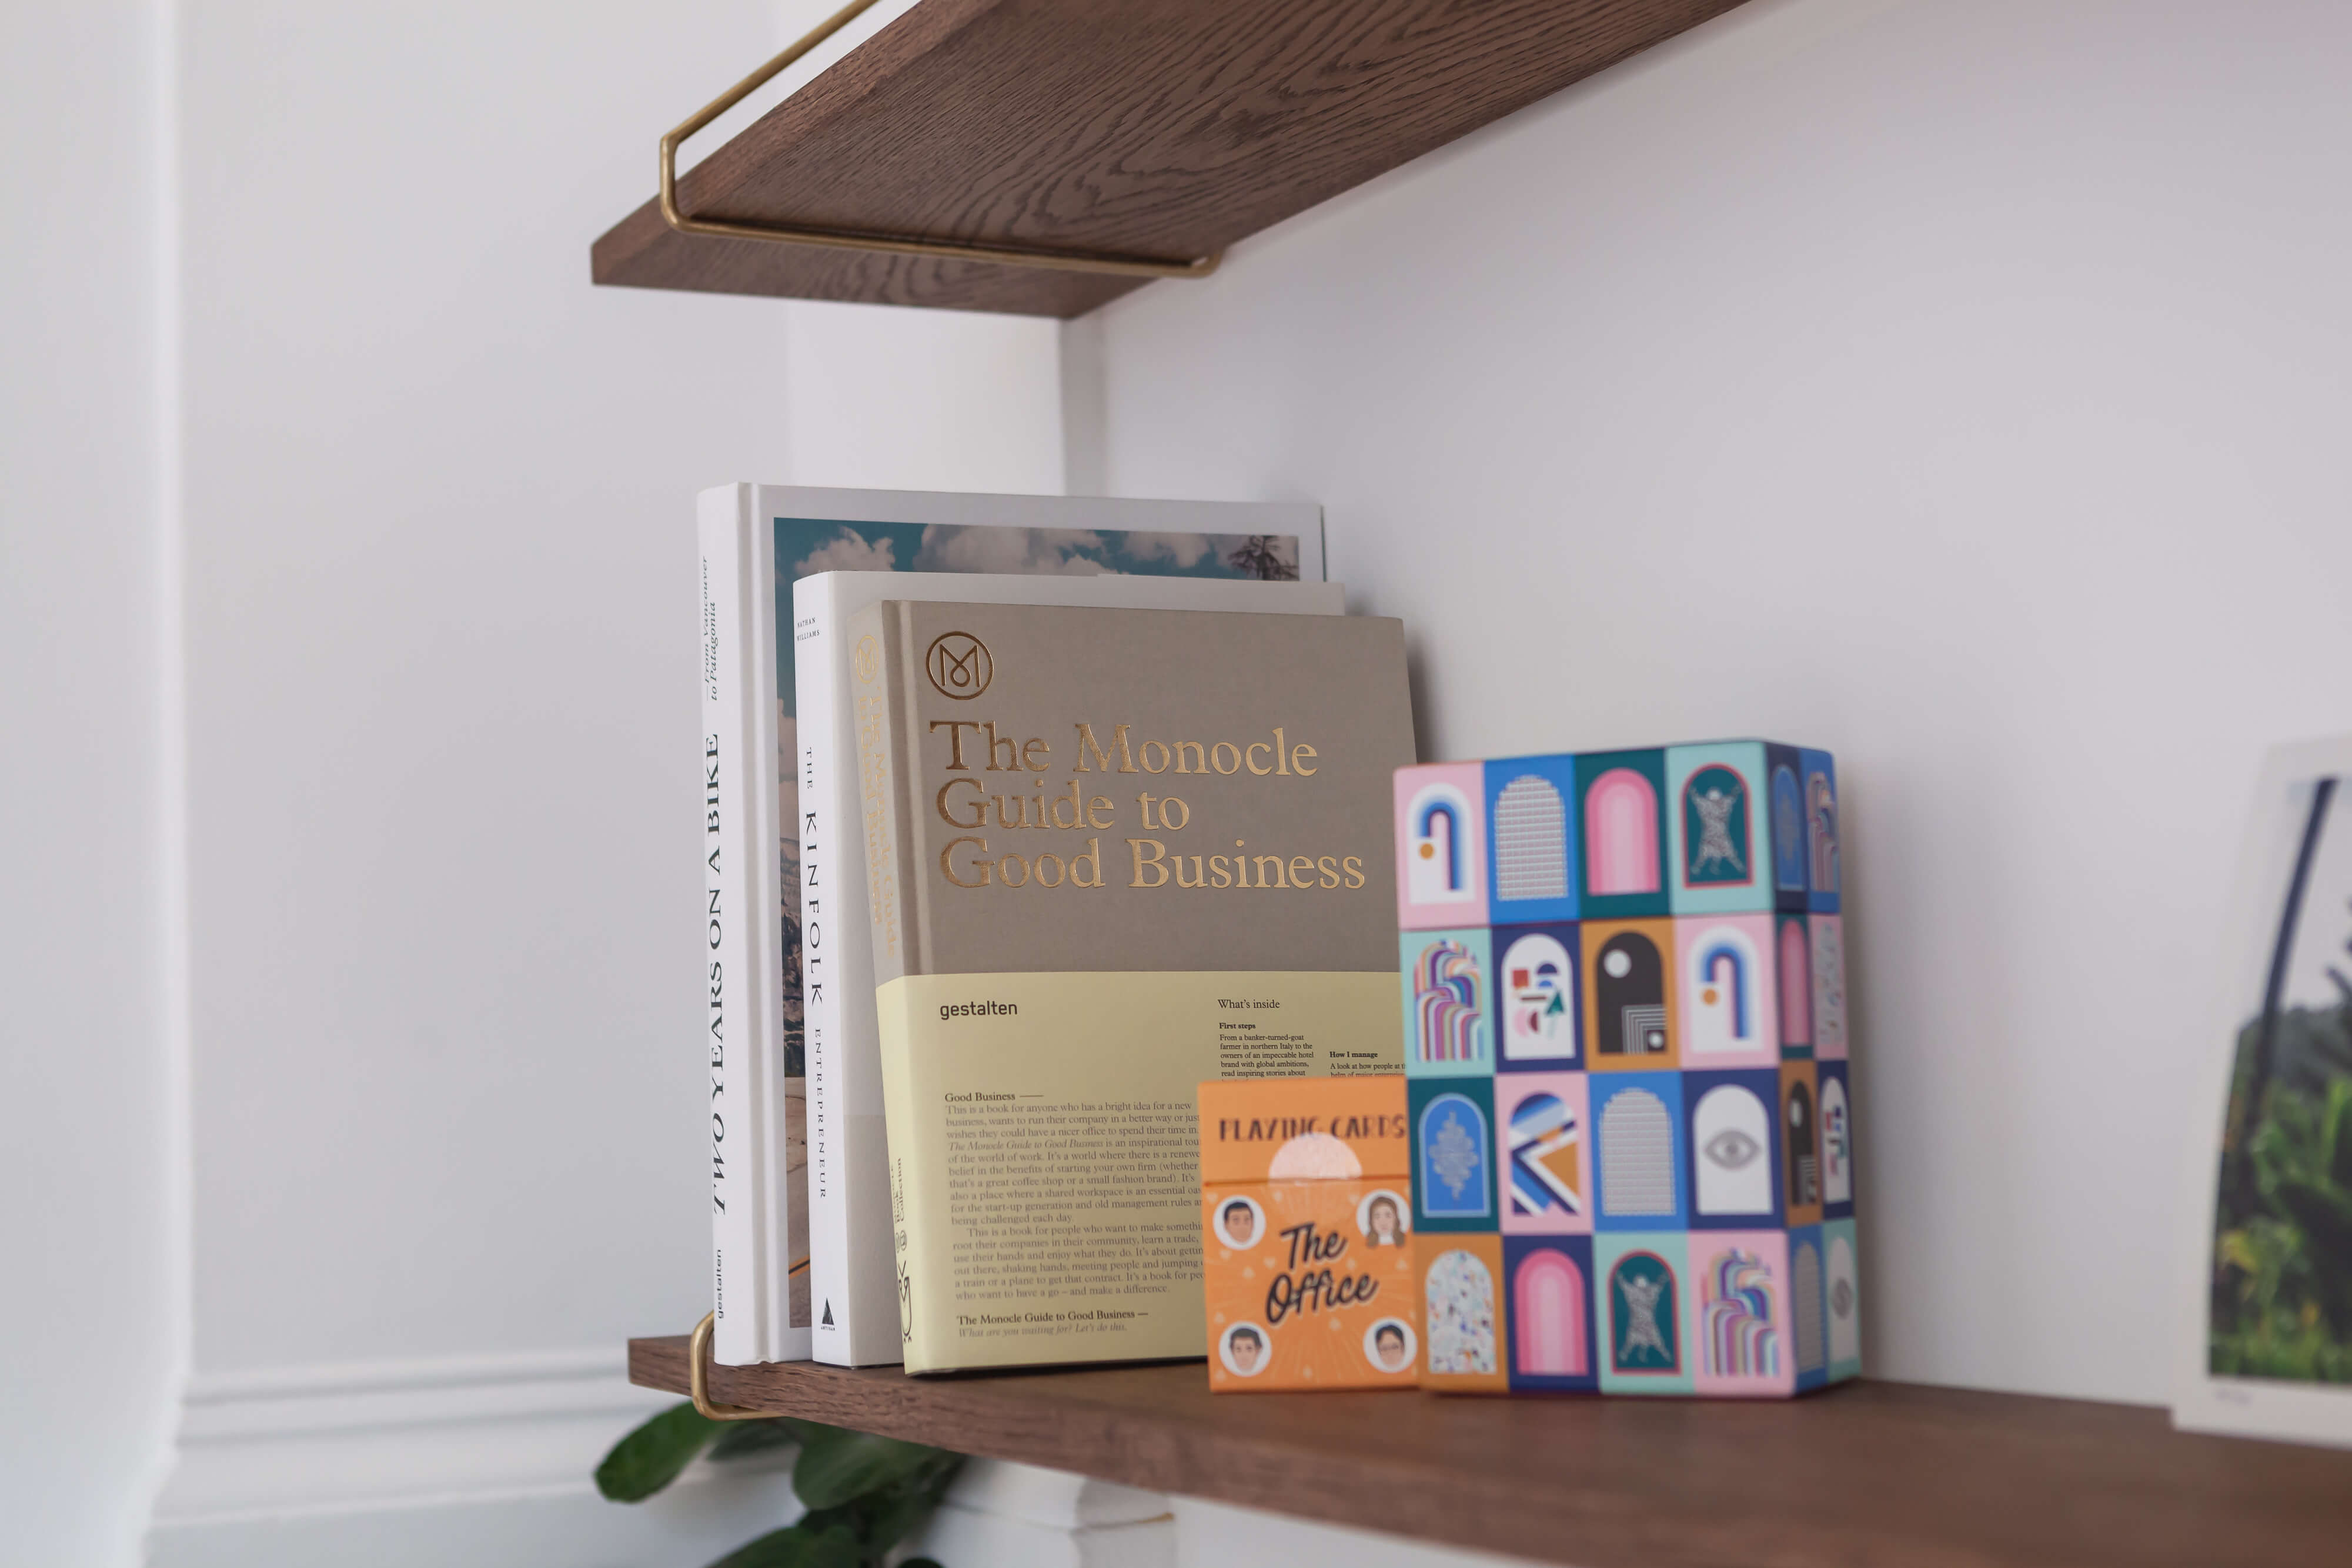 TWO YEARS ON A BIKE
—From Vancouver
to Patagonia
gestalten
NATHAN
WILLIAMS
THE KINFOLK ENTREPRENEUR
ARTISAN
The Monocle
Guide to
Good Business
gestalten
What's inside
First steps
From a banker-turned-goat
farmer in northern Italy to the
owners of an impeccable hotel
brand with global ambitions,
read inspiring stories about
How I manage
A look at how people at
Good Business —
This is a book for anyone who has a bright idea for a new
business, wants to run their company in a better way or just
wishes they could have a nicer office to spend their time in.
The Monocle Guide to Good Business is an inspirational
of the world of work. It's a world where there is a
belief in the benefits of starting your own firm (whether
that's a great coffee shop or a small fashion brand). It's
also a place where a shared workspace is an essential
for the start-up generation and old management rules
being challenged each day.
This is a book for people who want to make
root their companies in their community, learn a trade,
use their hands and enjoy what they do. It's about
out there, shaking hands, meeting people and jumping
a train or a plane to get that contract. It's a book for
who want to have a go – and make a difference.
The Monocle Guide to Good Business —
What are you waiting for? Let's do this.
PLAYING CARDS
The
Office